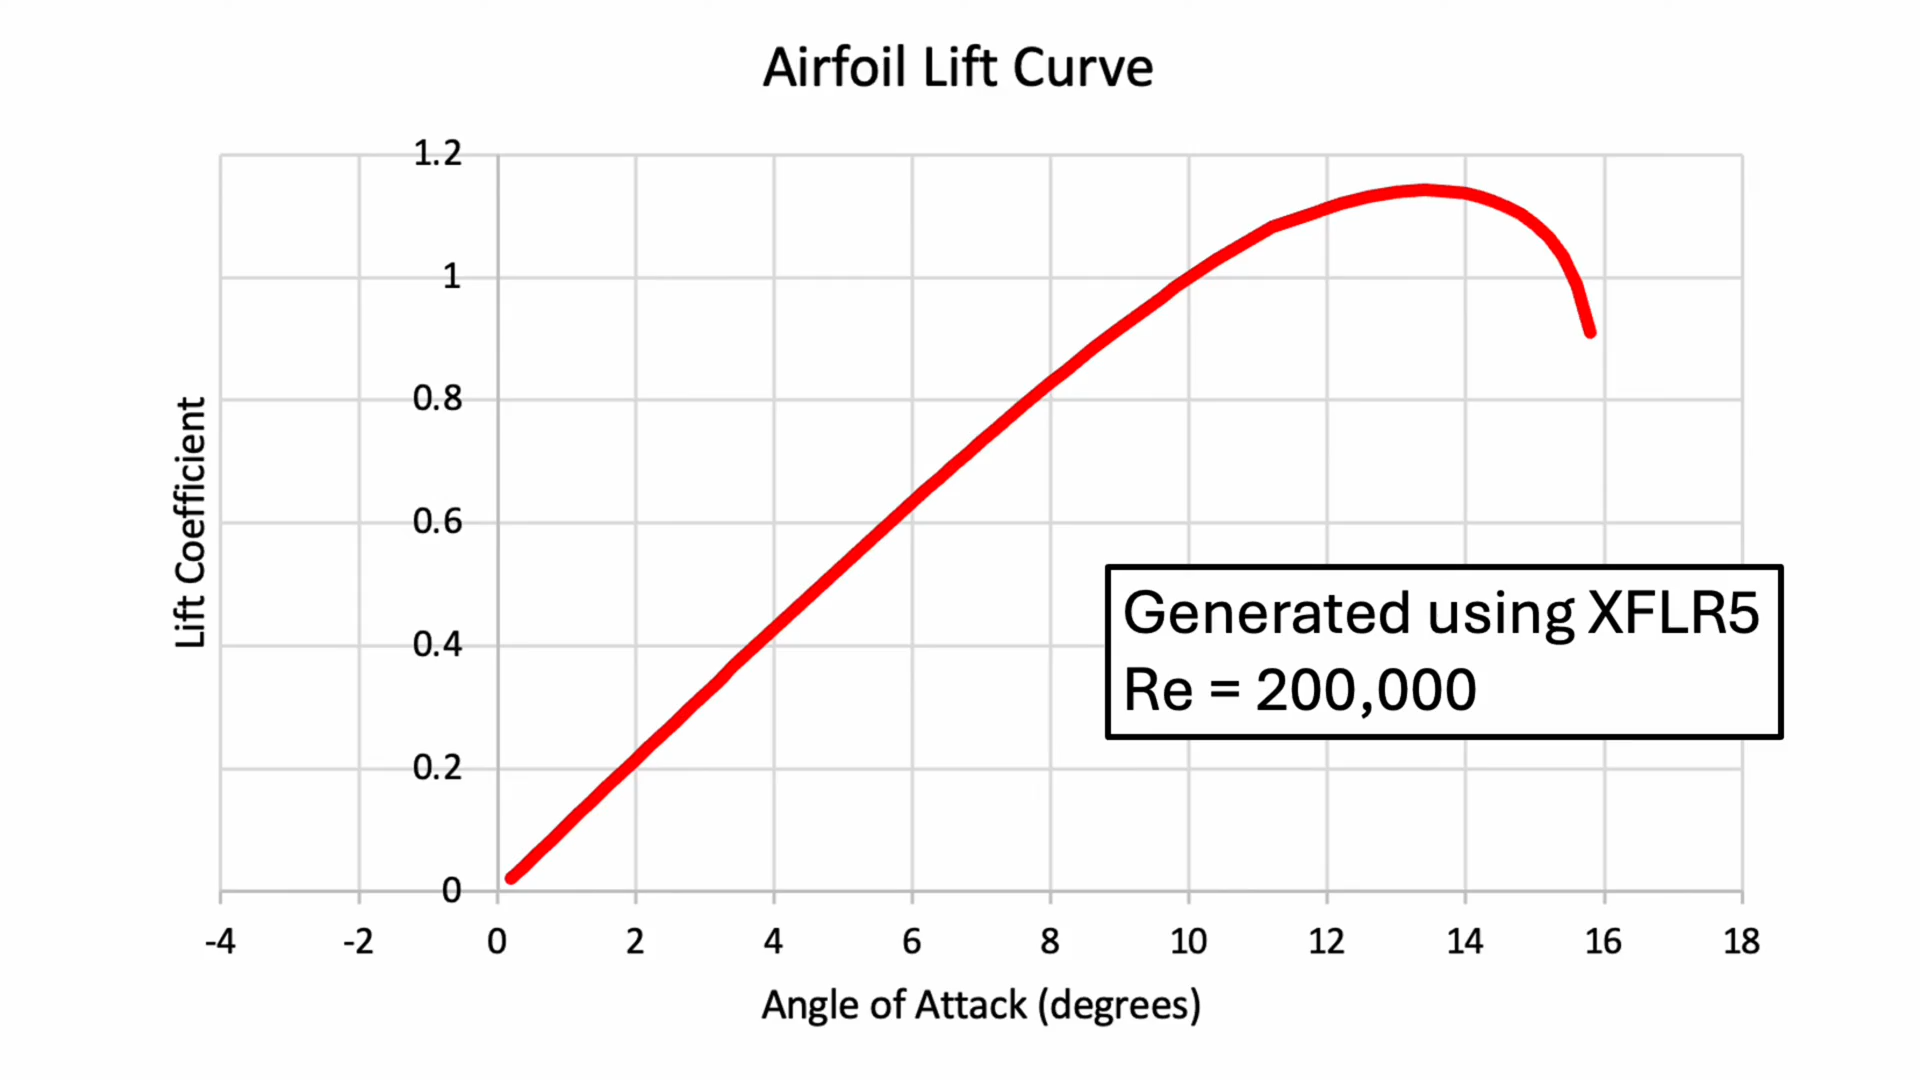 Airfoil Lift Curve
1.2
1
0.8
0.6
0.4
0.2
0
Lift Coefficient
-4 -2 0 2 4 6 8 10 12 14 16 18
Angle of Attack (degrees)
Generated using XFLR5
Re = 200,000